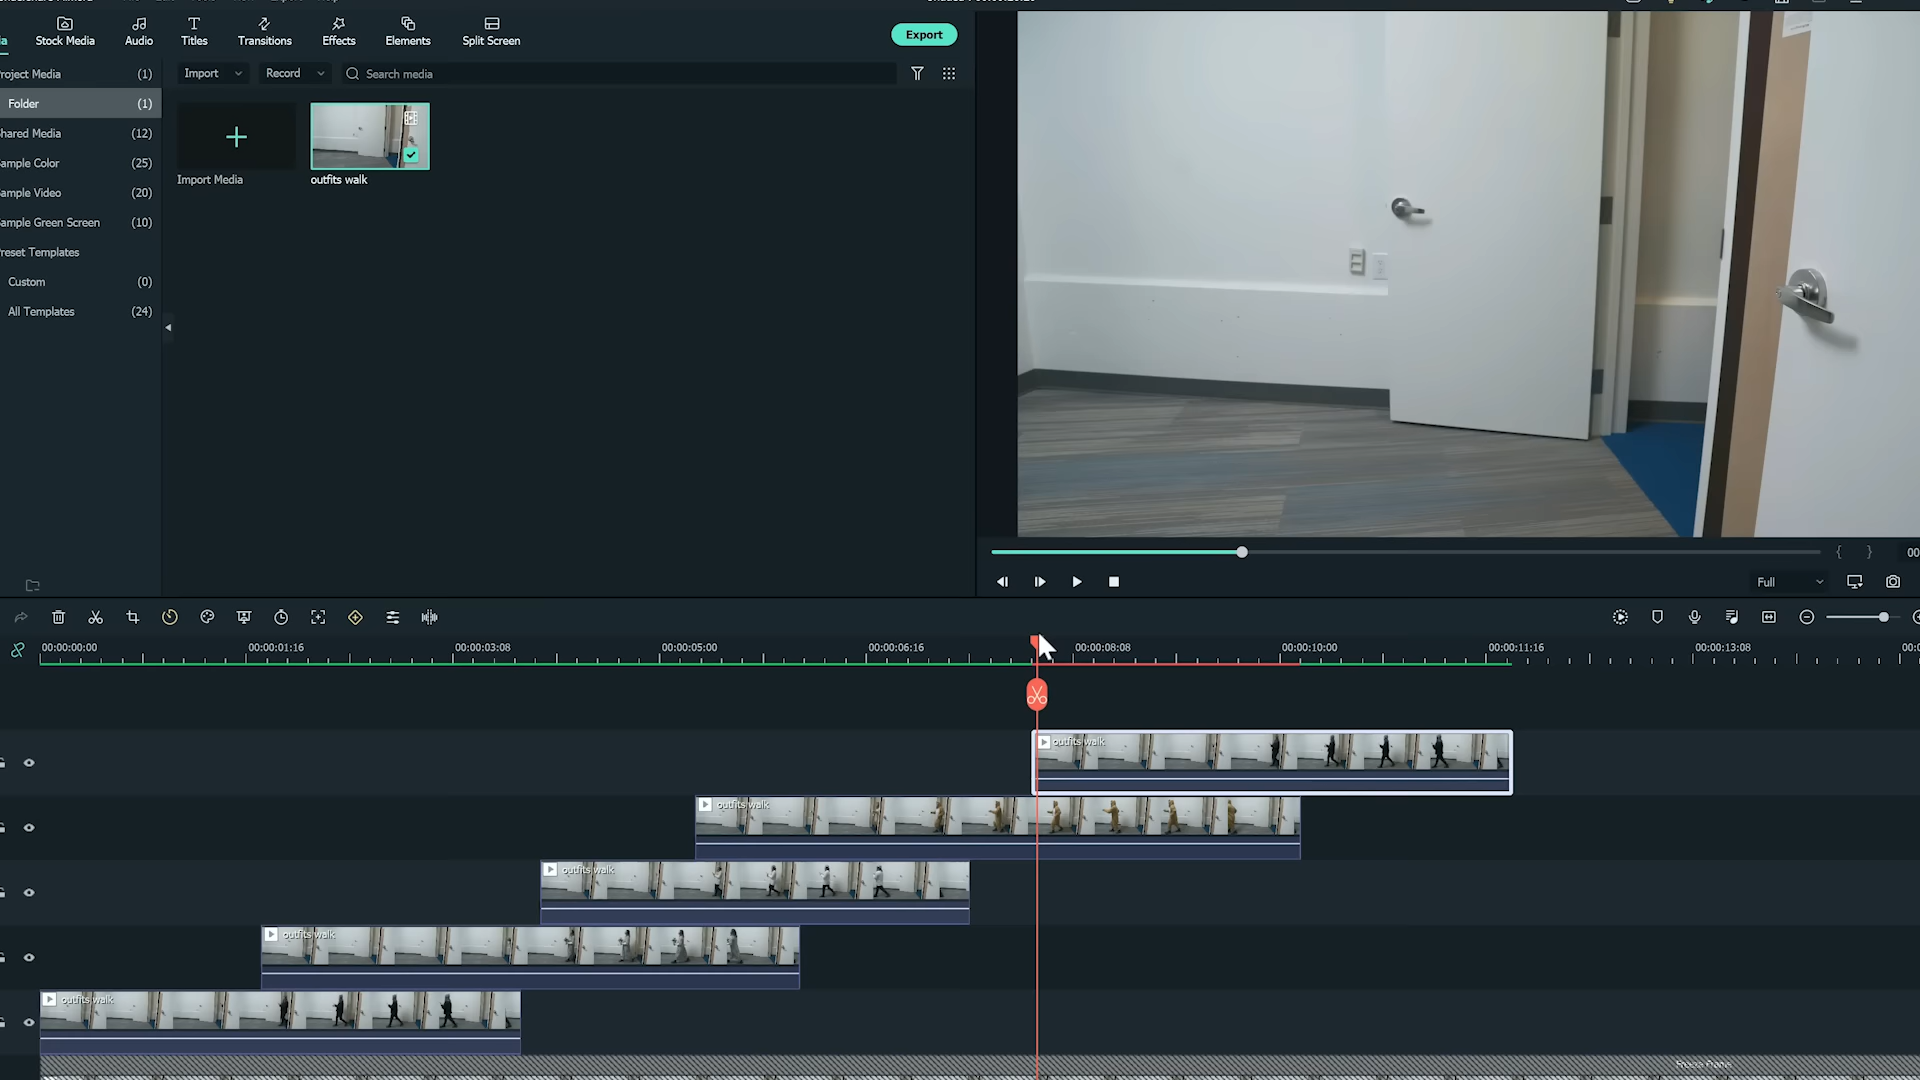 Stock Media
Audio
Titles
Transitions
Effects
Elements
Split Screen
Export
roject Media (1)
Import
Record
Search media
Folder (1)
hared Media (12)
ample Color (25)
ample Video (20)
ample Green Screen (10)
reset Templates
Custom (0)
All Templates (24)
Import Media
outfits walk
00
Full
00:00:00:00
00:00:01:16
00:00:03:08
00:00:05:00
00:00:06:16
00:00:08:08
00:00:10:00
00:00:11:16
00:00:13:08
00:0
outfits walk
outfits walk
outfits walk
outfits walk
outfits walk
Freeze Frame